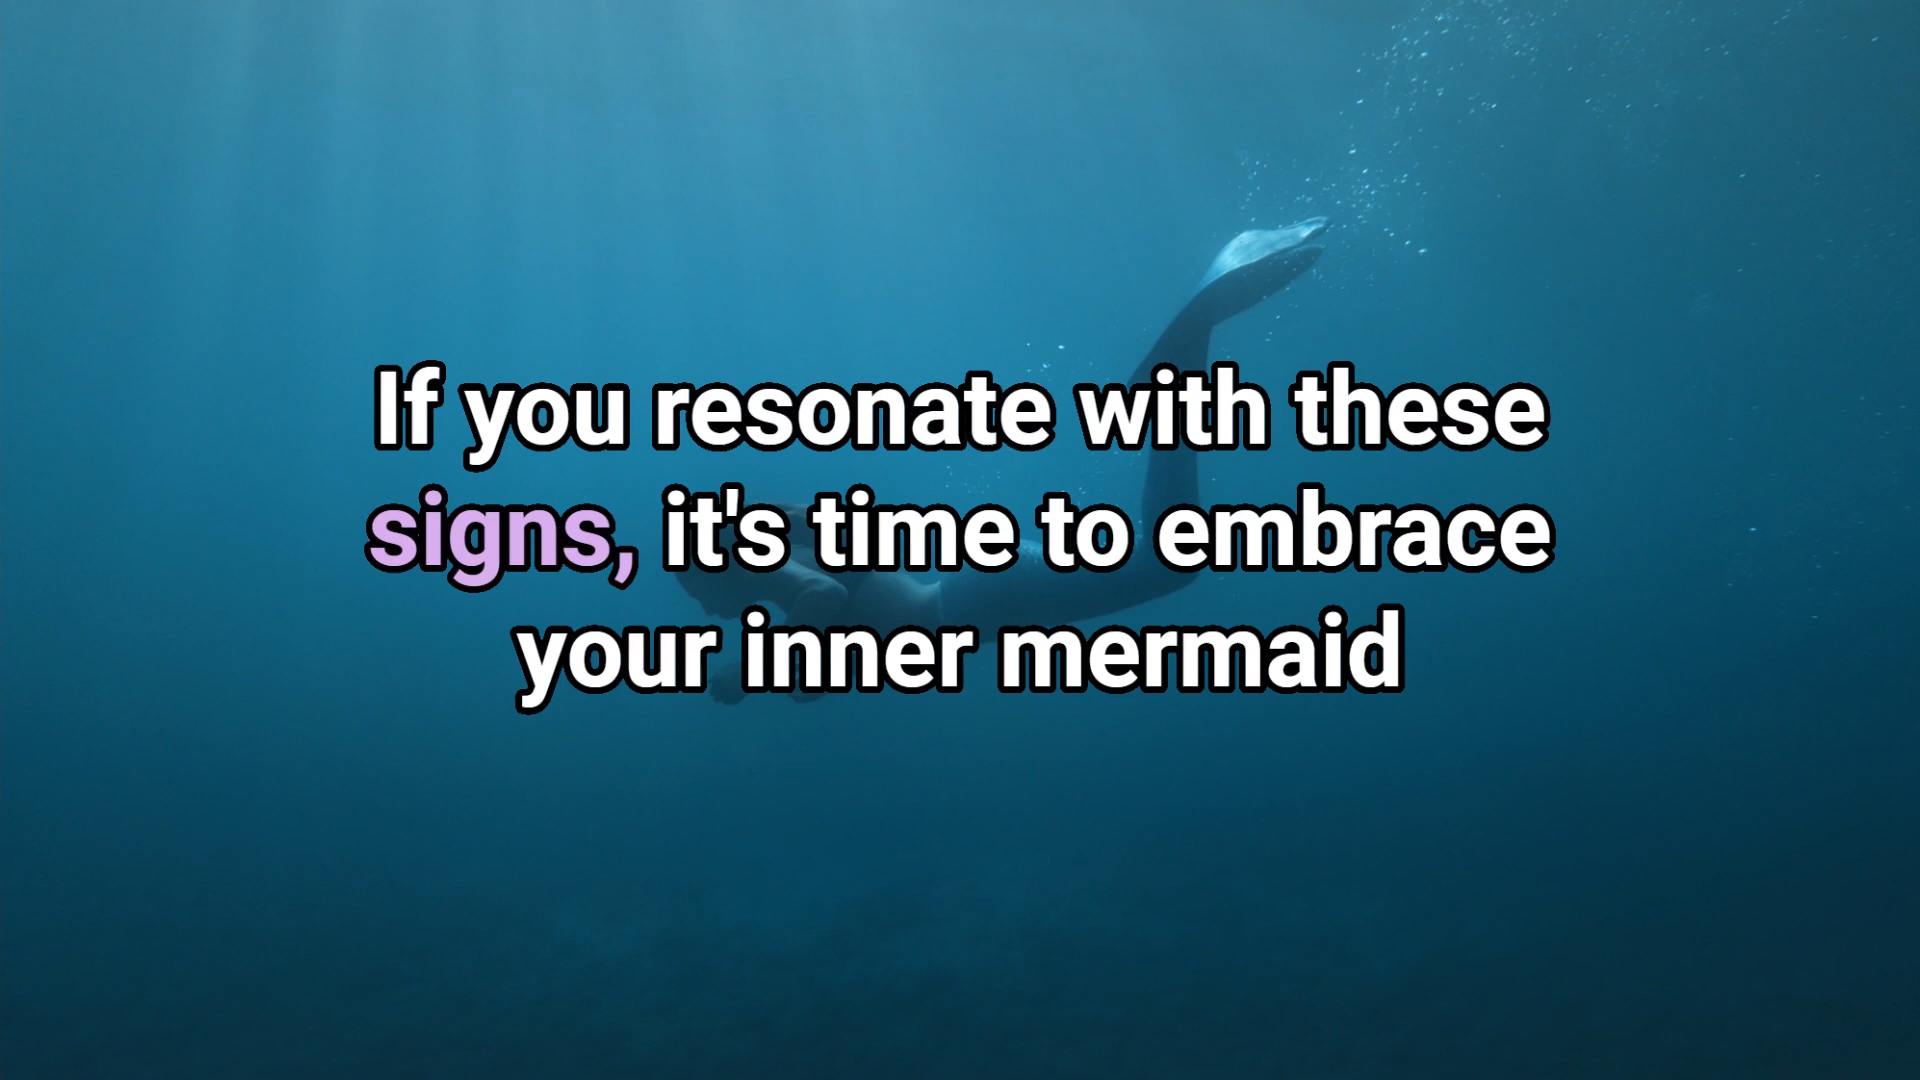 If you resonate with these
signs, it's time to embrace
your inner mermaid